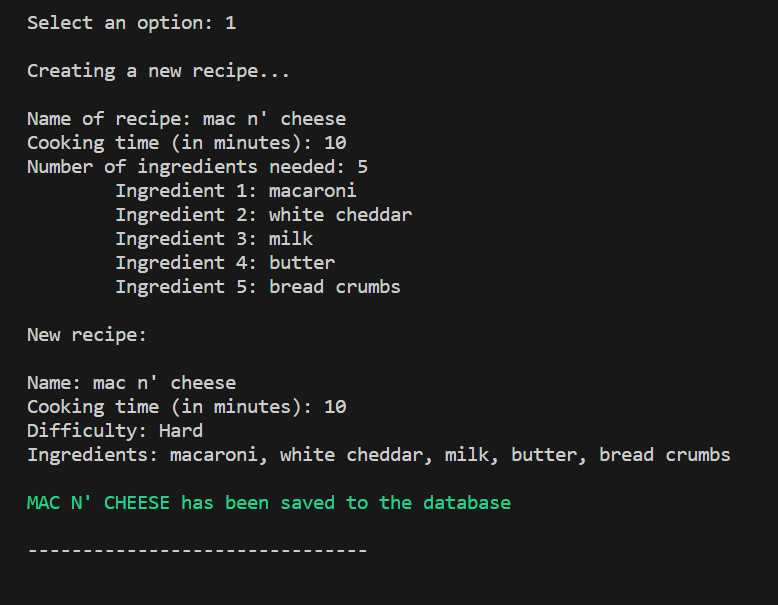 Select an option: 1
Creating a new recipe...
Name of recipe: mac n' cheese
Cooking time (in minutes): 10
Number of ingredients needed: 5
Ingredient 1: macaroni
Ingredient 2: white cheddar
Ingredient 3: milk
Ingredient 4: butter
Ingredient 5: bread crumbs
New recipe:
Name: mac n' cheese
Cooking time (in minutes): 10
Difficulty: Hard
Ingredients: macaroni, white cheddar, milk, butter, bread crumbs
MAC N' CHEESE has been saved to the database
-------------------------------